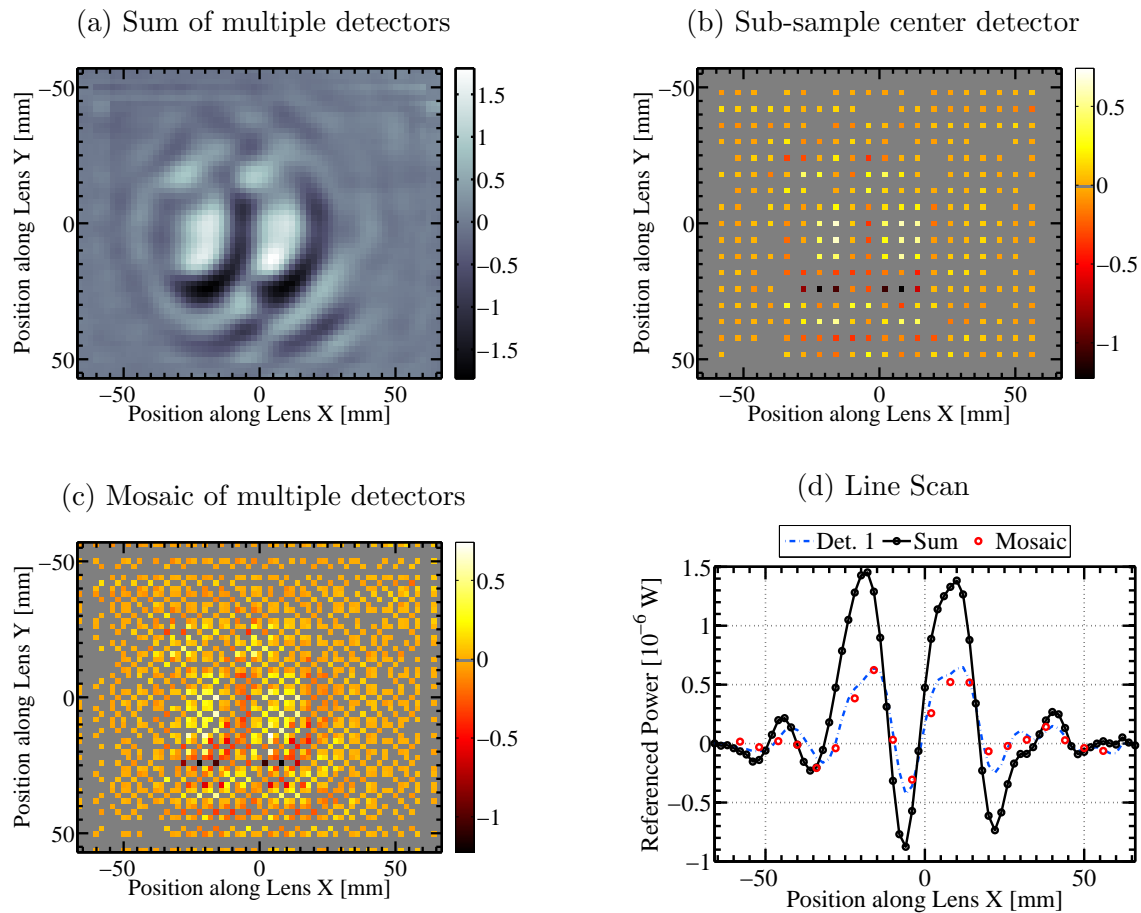 (a) Sum of multiple detectors
Position along Lens Y [mm]
−50
0
50
−50 0 50
Position along Lens X [mm]
1.5
1
0.5
0
−0.5
−1
−1.5
(b) Sub-sample center detector
Position along Lens Y [mm]
−50
0
50
−50 0 50
Position along Lens X [mm]
0.5
0
−0.5
−1
(c) Mosaic of multiple detectors
Position along Lens Y [mm]
−50
0
50
−50 0 50
Position along Lens X [mm]
0.5
0
−0.5
−1
(d) Line Scan
Det. 1 Sum Mosaic
Referenced Power [10⁻⁶ W]
1.5
1
0.5
0
−0.5
−1
−50 0 50
Position along Lens X [mm]